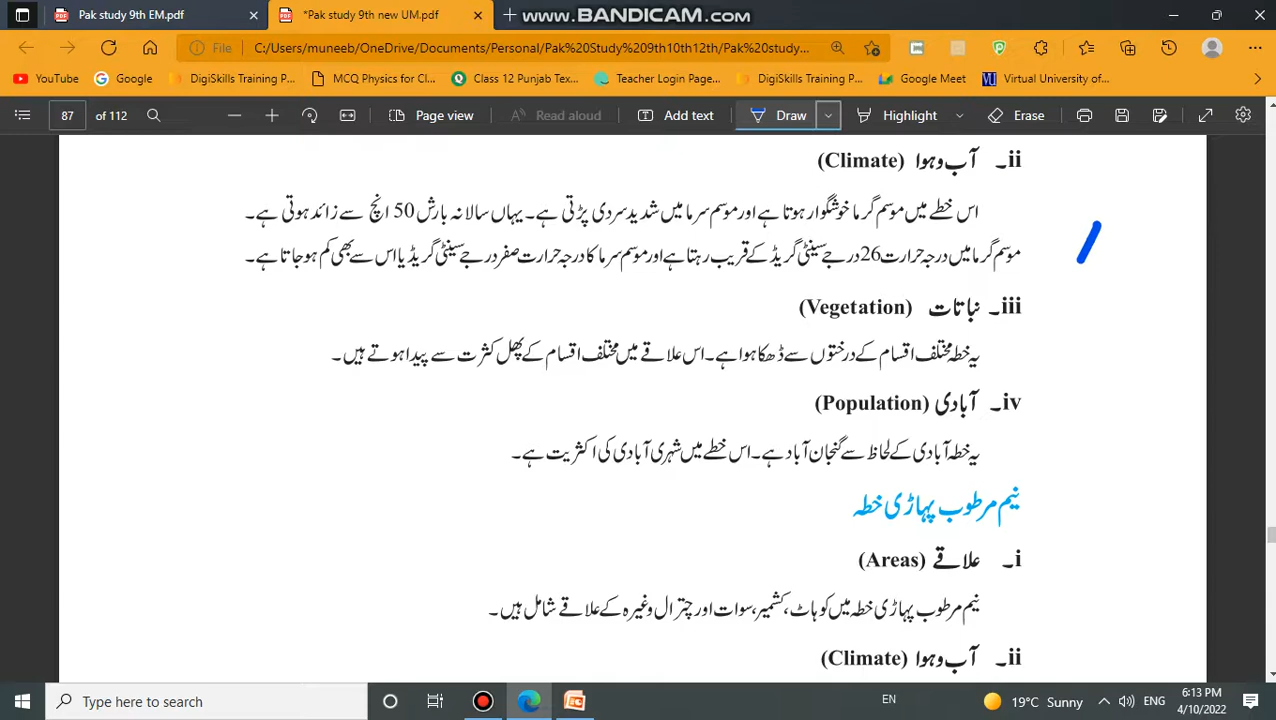 Pak study 9th EM.pdf
*Pak study 9th new UM.pdf
www.BANDICAM.com
File
C:/Users/muneeb/OneDrive/Documents/Personal/Pak%20Study%209th10th12th/Pak%20study...
YouTube
Google
DigiSkills Training P...
MCQ Physics for Cl...
Class 12 Punjab Tex...
Teacher Login Page...
DigiSkills Training P...
Google Meet
VU Virtual University of...
87 of 112
Page view
Read aloud
Add text
Draw
Highlight
Erase
ii۔ آب و ہوا (Climate)
اس خطے میں موسم گرما خوشگوار ہوتا ہے اور موسم سرما میں شدید سردی پڑتی ہے۔ یہاں سالانہ بارش 50 انچ سے زائد ہوتی ہے۔
موسم گرما میں درجہ حرارت 26 درجے سینٹی گریڈ کے قریب رہتا ہے اور موسم سرما کا درجہ حرارت صفر درجے سینٹی گریڈ یا اس سے بھی کم ہو جاتا ہے۔
iii۔ نباتات (Vegetation)
یہ خطہ مختلف اقسام کے درختوں سے ڈھکا ہوا ہے۔ اس علاقے میں مختلف اقسام کے پھل کثرت سے پیدا ہوتے ہیں۔
iv۔ آبادی (Population)
یہ خطہ آبادی کے لحاظ سے گنجان آباد ہے۔ اس خطے میں شہری آبادی کی اکثریت ہے۔
نیم مرطوب پہاڑی خطہ
i۔ علاقے (Areas)
نیم مرطوب پہاڑی خطہ میں کوہاٹ، کشمیر، سوات اور چترال وغیرہ کے علاقے شامل ہیں۔
ii۔ آب و ہوا (Climate)
Type here to search
EN
19°C Sunny
ENG
6:13 PM
4/10/2022